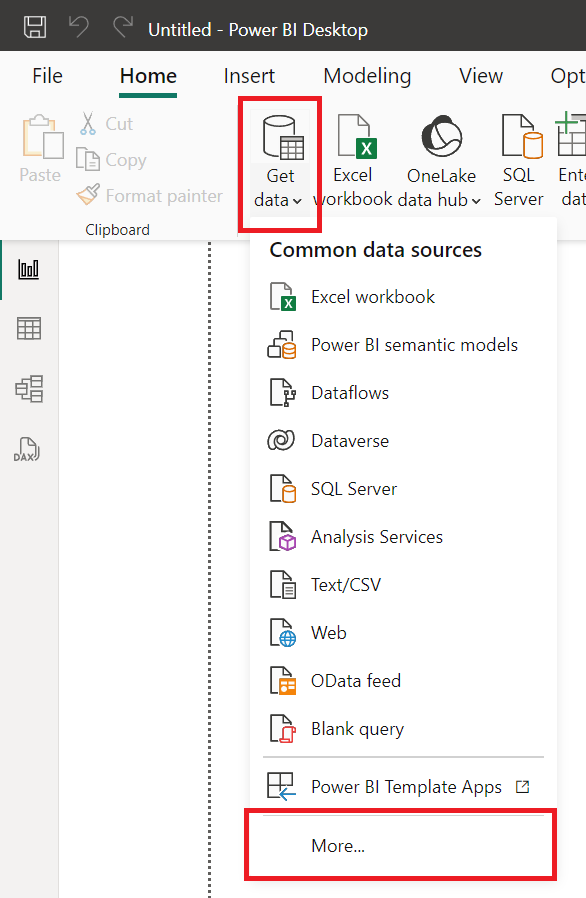 Untitled - Power BI Desktop
File Home Insert Modeling View Opt
Paste
Cut
Copy
Format painter
Clipboard
Get
data
Excel
workbook
OneLake
data hub
SQL
Server
Ente
dat
Common data sources
X
Excel workbook
Power BI semantic models
Dataflows
Dataverse
SQL Server
Analysis Services
Text/CSV
Web
OData feed
Blank query
Power BI Template Apps
More...
DAX